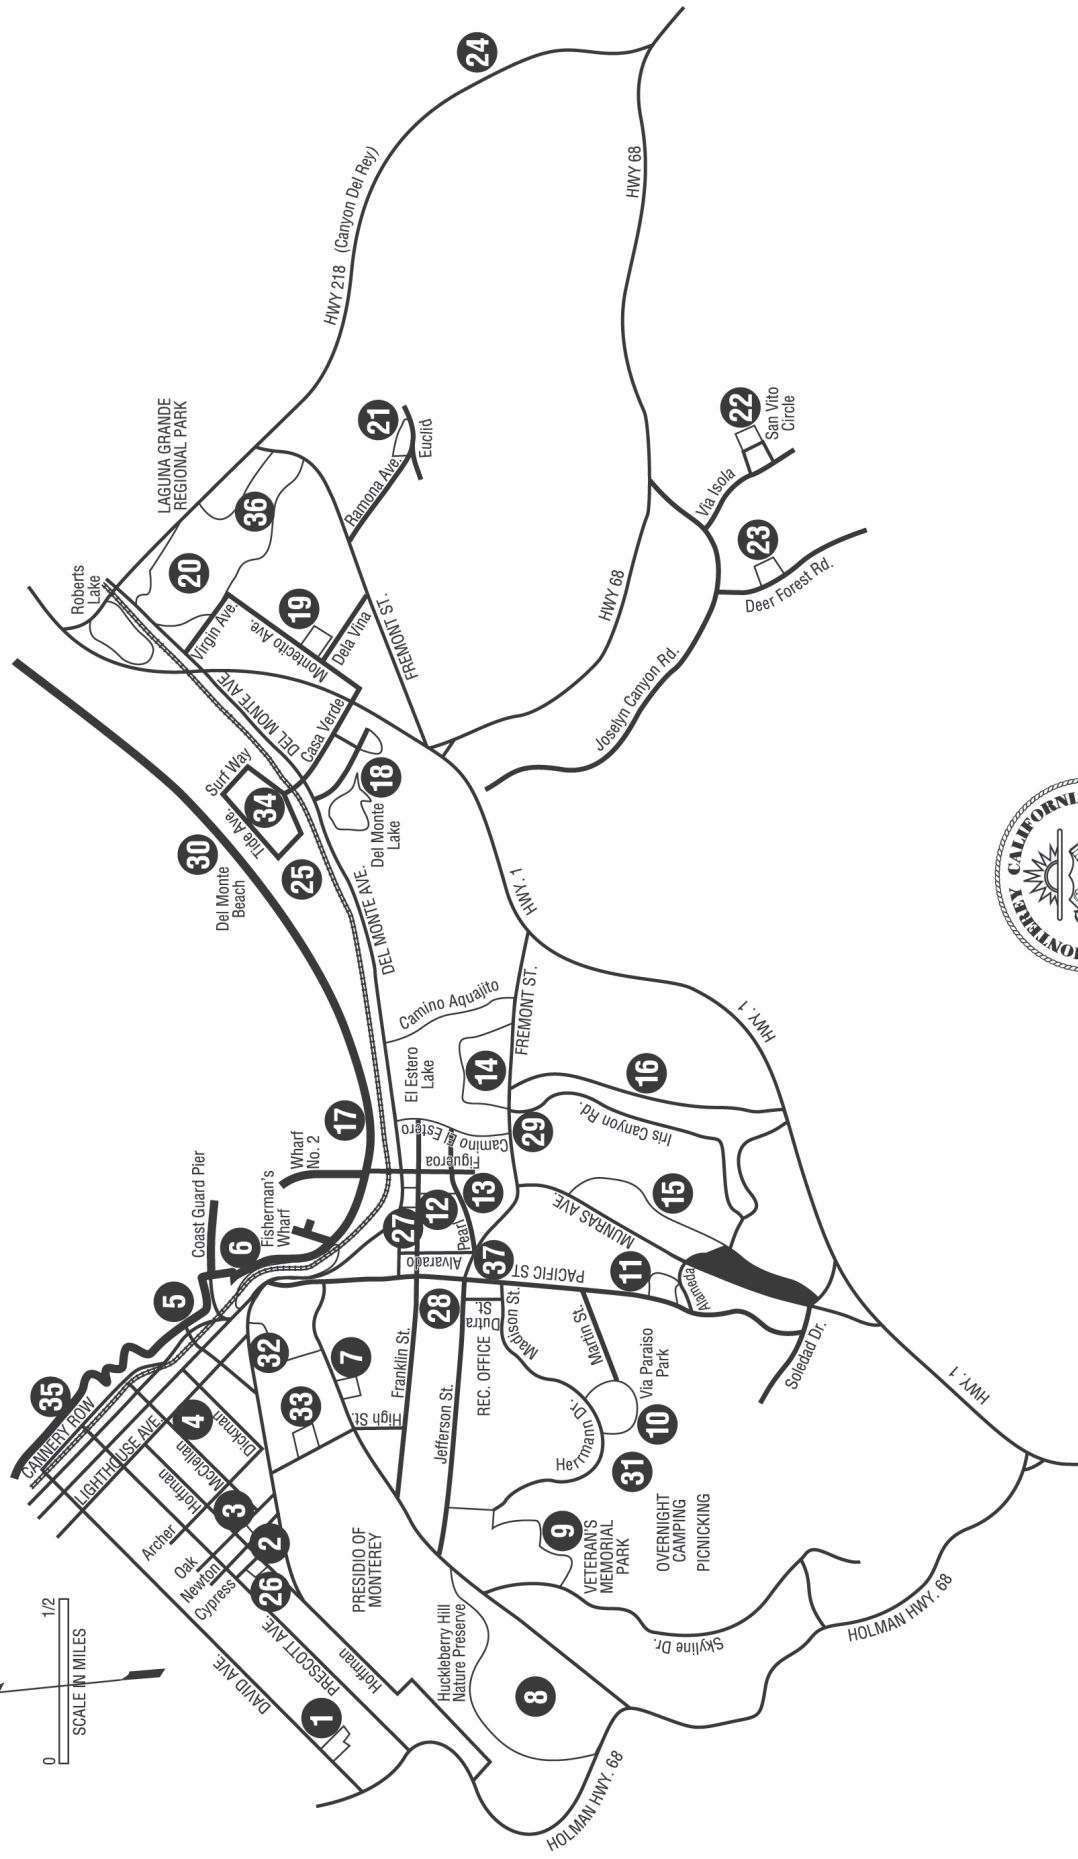 24
HWY 218 (Canyon Del Rey)
HWY 68
LAGUNA GRANDE
REGIONAL PARK
21
Euclid
Ramona Ave.
22
San Vito
Circle
Via Isola
23
Deer Forest Rd.
36
20
Roberts
Lake
19
Virgin Ave.
Montecito Ave.
Dela Vina
FREMONT ST.
HWY 68
Joselyn Canyon Rd.
DEL MONTE AVE
Casa Verde
Surf Way
34
Tide Ave.
18
Del Monte
Lake
30
Del Monte
Beach
25
DEL MONTE AVE.
HWY. 1
MONTEREY CALIFORNI
Camino Aquajito
FREMONT ST.
HWY. 1
El Estero
Lake
14
16
17
Camino El Estero
29
Iris Canyon Rd.
Wharf
No. 2
Figueroa
13
15
Coast Guard Pier
Fisherman's
Wharf
6
27
12
Pearl
MUNRAS AVE.
Alvarado
37
PACIFIC ST.
11
Alameda
5
28
Dutra
St.
Madison St.
Martin St.
Soledad Dr.
HWY. 1
32
7
Franklin St.
REC. OFFICE
Via Paraiso
Park
35
CANNERY ROW
33
High St.
Jefferson St.
Hermann Dr.
10
31
LIGHTHOUSE AVE.
4
Dickman
McClellan
Hoffman
3
Archer
2
Oak
Newton
Cypress
26
PRESIDIO OF
MONTEREY
9
VETERAN'S
MEMORIAL
PARK
OVERNIGHT
CAMPING
PICNICKING
Skyline Dr.
HOLMAN HWY. 68
0
1/2
SCALE IN MILES
PRESCOTT AVE.
DAVID AVE.
Hoffman
Huckleberry Hill
Nature Preserve
1
8
HOLMAN HWY. 68